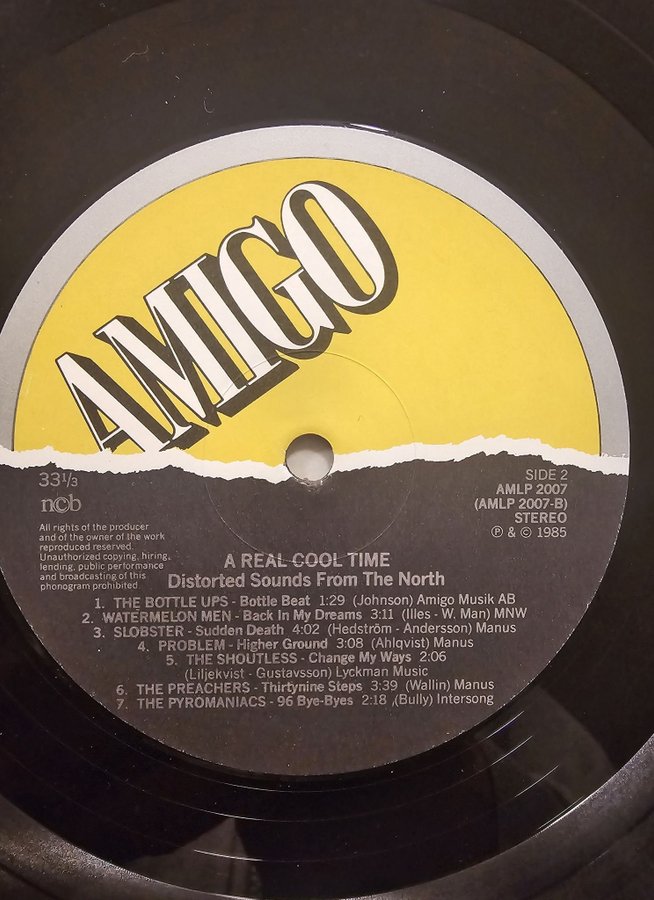 AMIGO
33 1/3
ncb
All rights of the producer
and of the owner of the work
reproduced reserved.
Unauthorized copying, hiring,
lending, public performance
and broadcasting of this
phonogram prohibited.
SIDE 2
AMLP 2007
(AMLP 2007-B)
STEREO
℗ & © 1985
A REAL COOL TIME
Distorted Sounds From The North
1. THE BOTTLE UPS - Bottle Beat 1:29 (Johnson) Amigo Musik AB
2. WATERMELON MEN - Back In My Dreams 3:11 (Illes - W. Man) MNW
3. SLOBSTER - Sudden Death 4:02 (Hedström - Andersson) Manus
4. PROBLEM - Higher Ground 3:08 (Ahlqvist) Manus
5. THE SHOUTLESS - Change My Ways 2:06
(Liljekvist - Gustavsson) Lyckman Music
6. THE PREACHERS - Thirtynine Steps 3:39 (Wallin) Manus
7. THE PYROMANIACS - 96 Bye-Byes 2:18 (Bully) Intersong